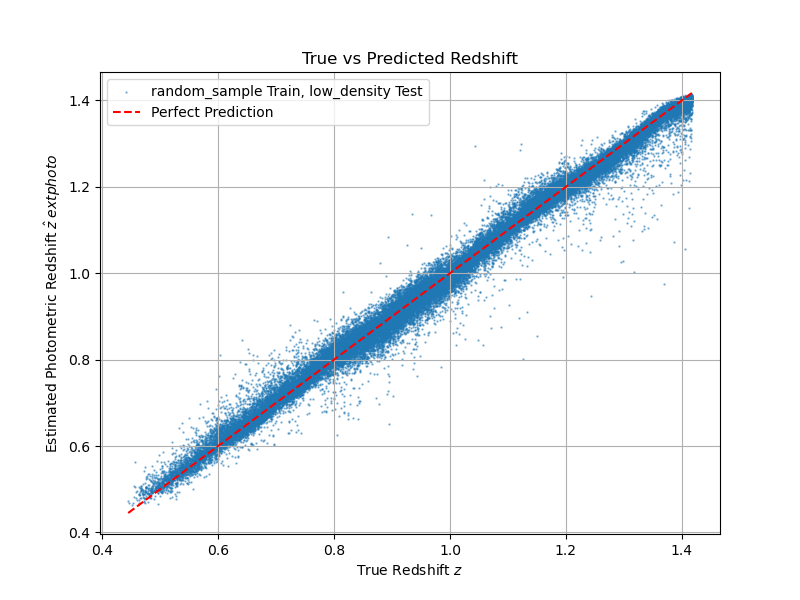 True vs Predicted Redshift
random_sample Train, low_density Test
Perfect Prediction
Estimated Photometric Redshift ẑ extphoto
1.4
1.2
1.0
0.8
0.6
0.4
0.4 0.6 0.8 1.0 1.2 1.4
True Redshift z